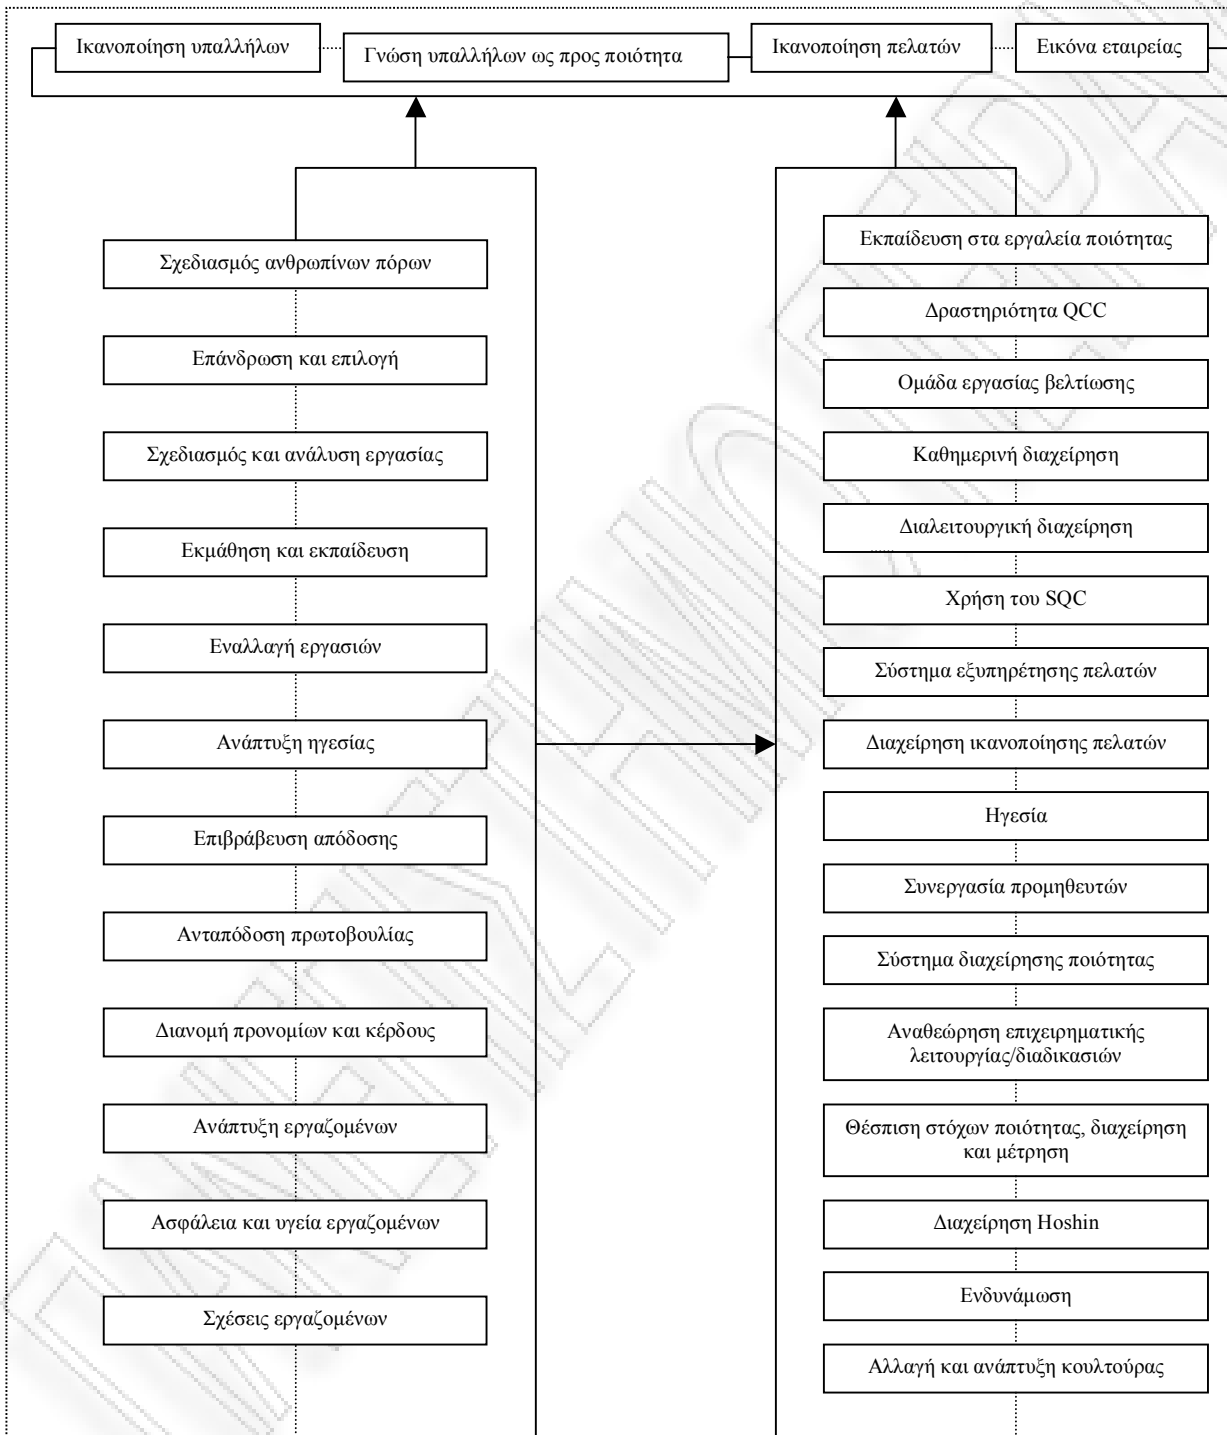 Ικανοποίηση υπαλλήλων
Γνώση υπαλλήλων ως προς ποιότητα
Ικανοποίηση πελατών
Εικόνα εταιρείας
Σχεδιασμός ανθρωπίνων πόρων
Επάνδρωση και επιλογή
Σχεδιασμός και ανάλυση εργασίας
Εκμάθηση και εκπαίδευση
Εναλλαγή εργασιών
Ανάπτυξη ηγεσίας
Επιβράβευση απόδοσης
Ανταπόδοση πρωτοβουλίας
Διανομή προνομίων και κέρδους
Ανάπτυξη εργαζομένων
Ασφάλεια και υγεία εργαζομένων
Σχέσεις εργαζομένων
Εκπαίδευση στα εργαλεία ποιότητας
Δραστηριότητα QCC
Ομάδα εργασίας βελτίωσης
Καθημερινή διαχείρηση
Διαλειτουργική διαχείρηση
Χρήση του SQC
Σύστημα εξυπηρέτησης πελατών
Διαχείρηση ικανοποίησης πελατών
Ηγεσία
Συνεργασία προμηθευτών
Σύστημα διαχείρησης ποιότητας
Αναθεώρηση επιχειρηματικής
λειτουργίας/διαδικασιών
Θέσπιση στόχων ποιότητας, διαχείρηση
και μέτρηση
Διαχείρηση Hoshin
Ενδυνάμωση
Αλλαγή και ανάπτυξη κουλτούρας